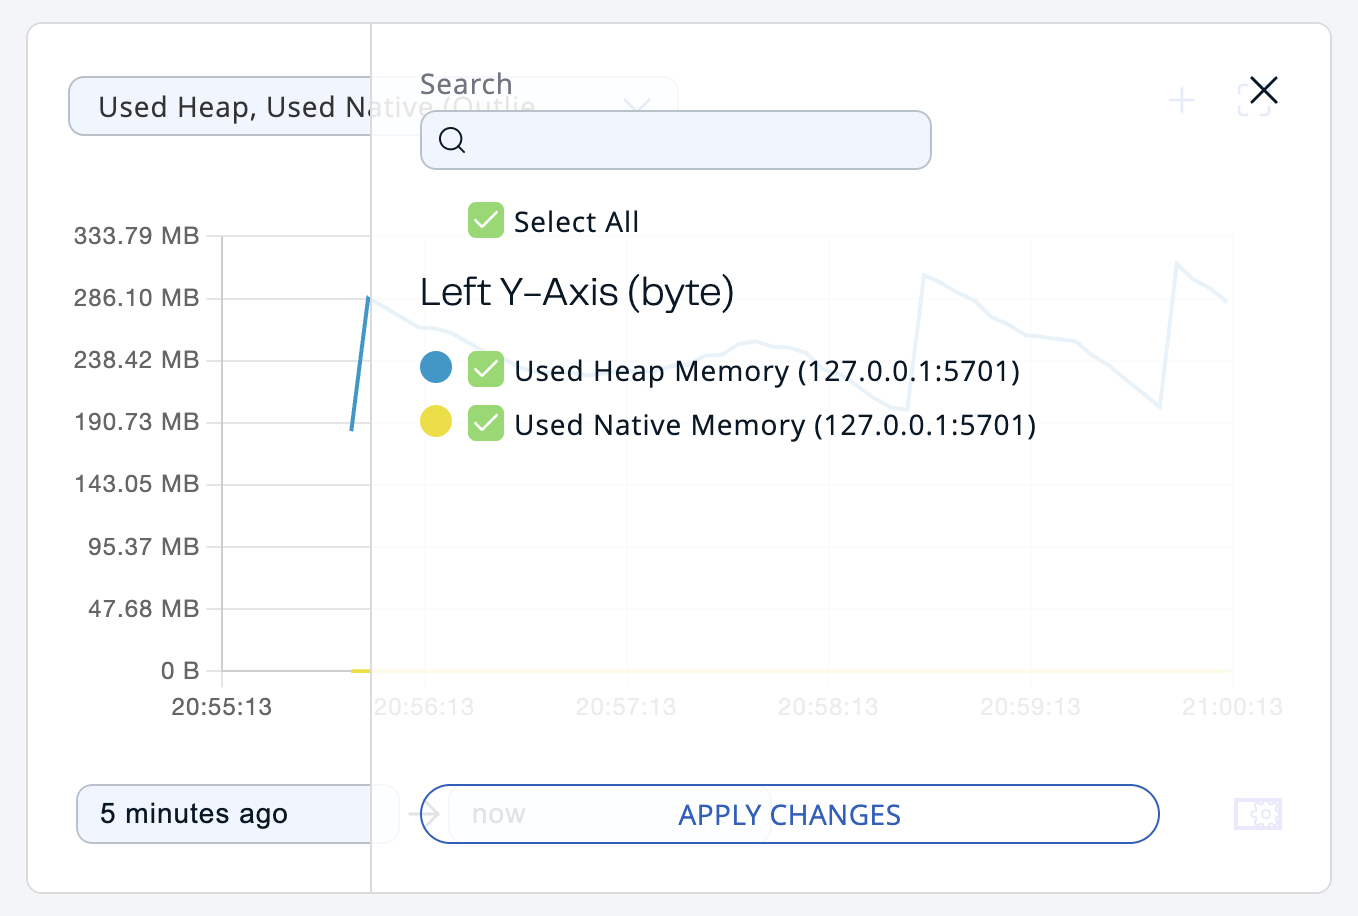 Search
Used Heap, Used Native (Outlie
Select All
Left Y-Axis (byte)
Used Heap Memory (127.0.0.1:5701)
Used Native Memory (127.0.0.1:5701)
333.79 MB
286.10 MB
238.42 MB
190.73 MB
143.05 MB
95.37 MB
47.68 MB
0 B
20:55:13 20:56:13 20:57:13 20:58:13 20:59:13 21:00:13
5 minutes ago now APPLY CHANGES